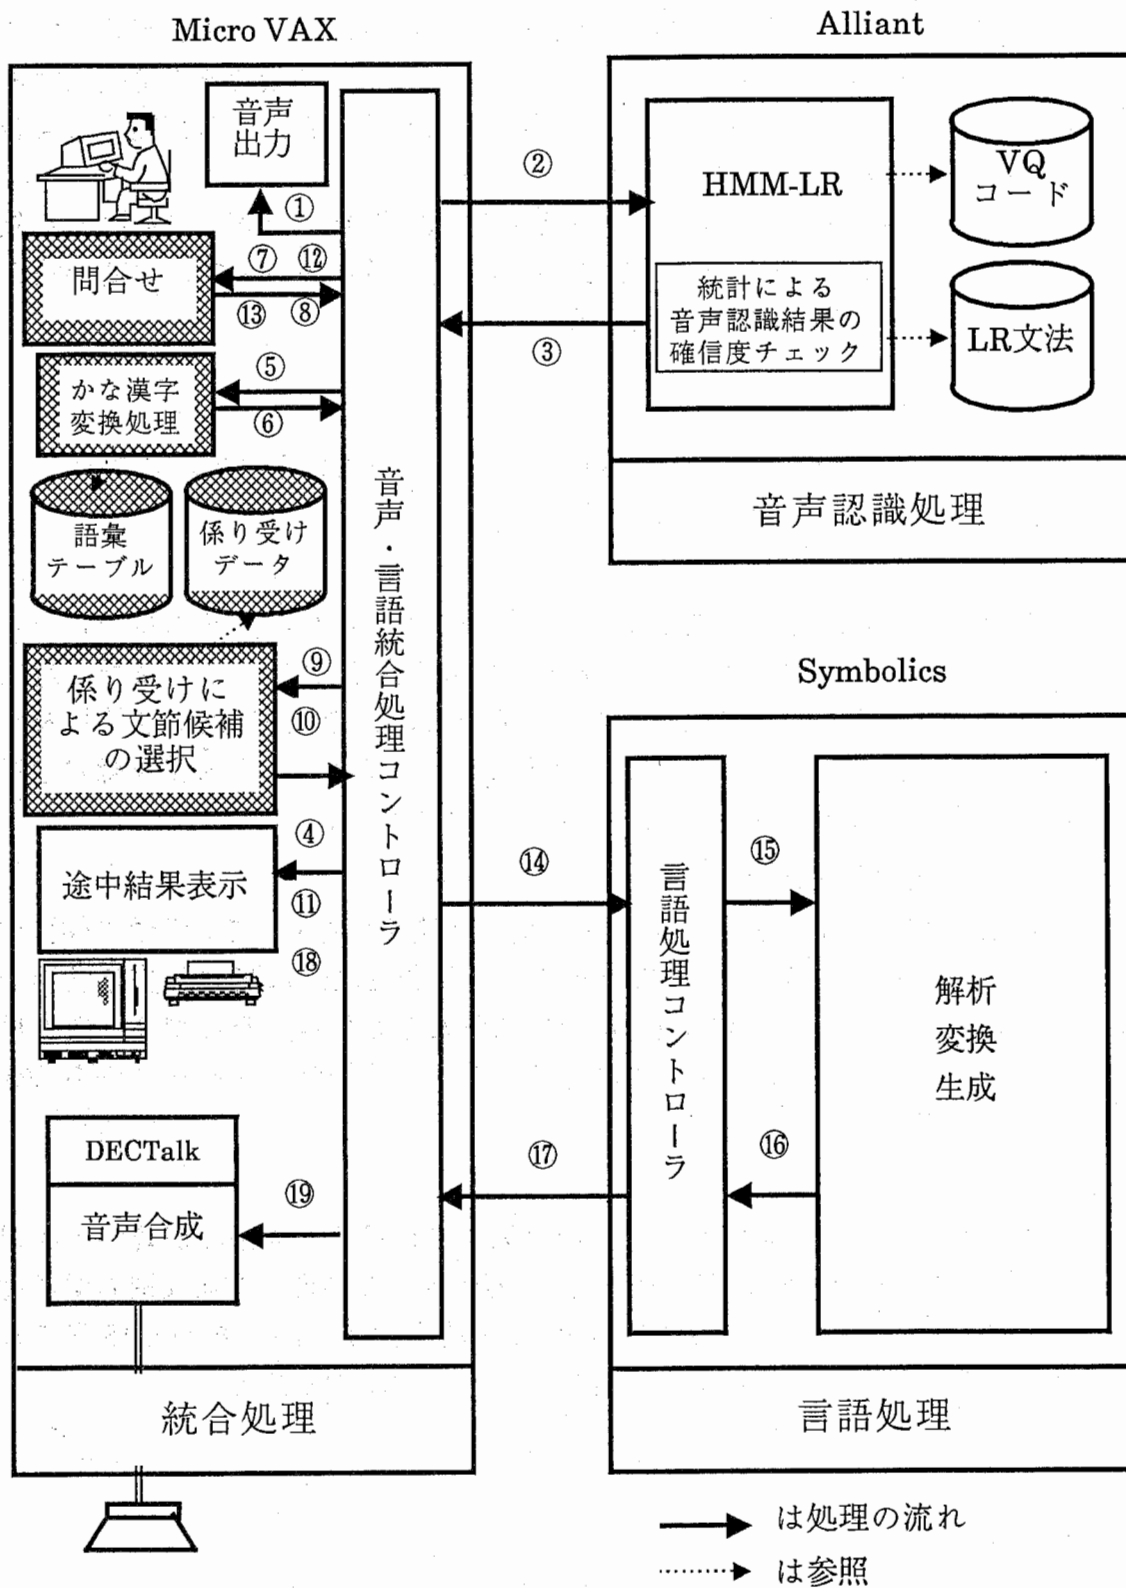 Micro VAX
音声
出力
①
問合せ
⑦ ⑫
⑬ ⑧
かな漢字
変換処理
⑤
⑥
語彙
テーブル
係り受け
データ
係り受けに
よる文節候補
の選択
⑨
⑩
途中結果表示
④
⑪
⑱
DECTalk
音声合成
⑲
音声・言語統合処理コントローラ
統合処理
②
③
Alliant
HMM-LR
統計による
音声認識結果の
確信度チェック
VQ
コード
LR文法
音声認識処理
Symbolics
⑭
⑰
言語処理コントローラ
⑮
⑯
解析
変換
生成
言語処理
は処理の流れ
は参照